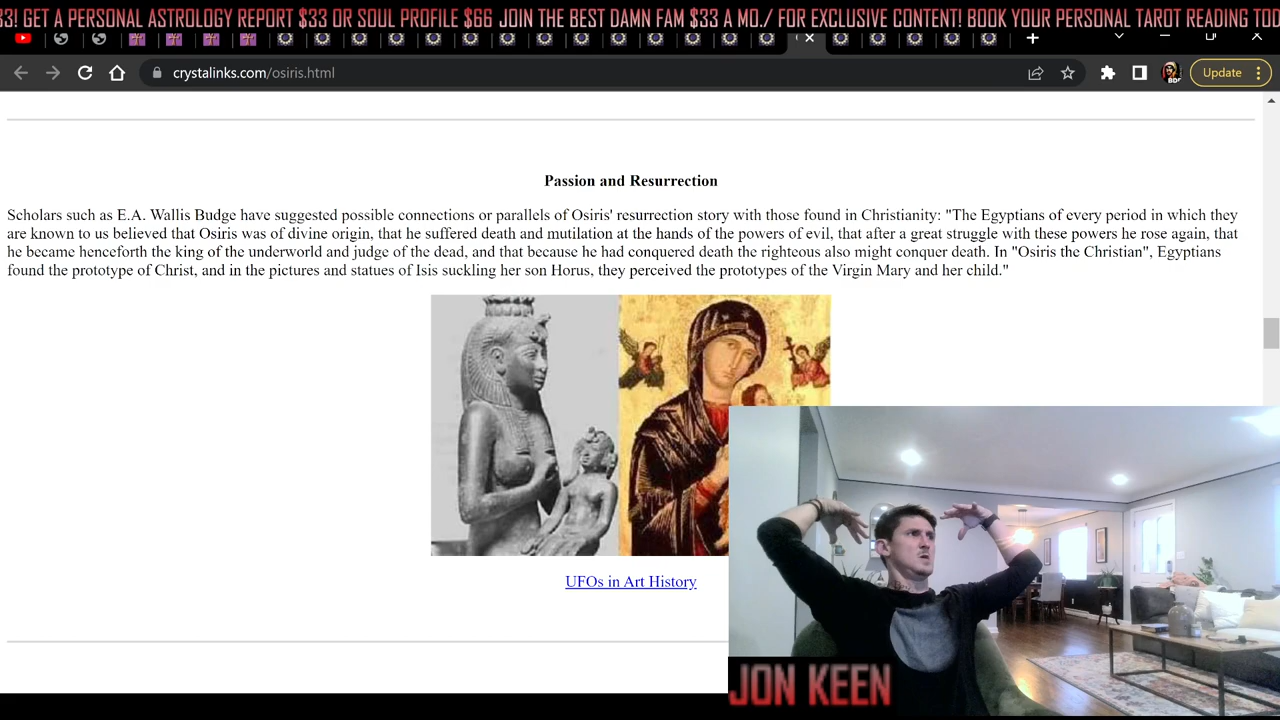 33! GET A PERSONAL ASTROLOGY REPORT $33 OR SOUL PROFILE $66 JOIN THE BEST DAMN FAM $33 A MO./ FOR EXCLUSIVE CONTENT! BOOK YOUR PERSONAL TAROT READING TOD
crystalinks.com/osiris.html
Update
Passion and Resurrection
Scholars such as E.A. Wallis Budge have suggested possible connections or parallels of Osiris' resurrection story with those found in Christianity: "The Egyptians of every period in which they
are known to us believed that Osiris was of divine origin, that he suffered death and mutilation at the hands of the powers of evil, that after a great struggle with these powers he rose again, that
he became henceforth the king of the underworld and judge of the dead, and that because he had conquered death the righteous also might conquer death. In "Osiris the Christian", Egyptians
found the prototype of Christ, and in the pictures and statues of Isis suckling her son Horus, they perceived the prototypes of the Virgin Mary and her child."
UFOs in Art History
JON KEEN